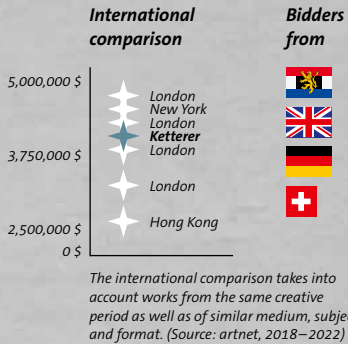 International
comparison
Bidders
from
5,000,000 $
London
New York
London
Ketterer
London
3,750,000 $
London
Hong Kong
2,500,000 $
0 $
The international comparison takes into
account works from the same creative
period as well as of similar medium,
and format. (Source: artnet, 2018–2022)